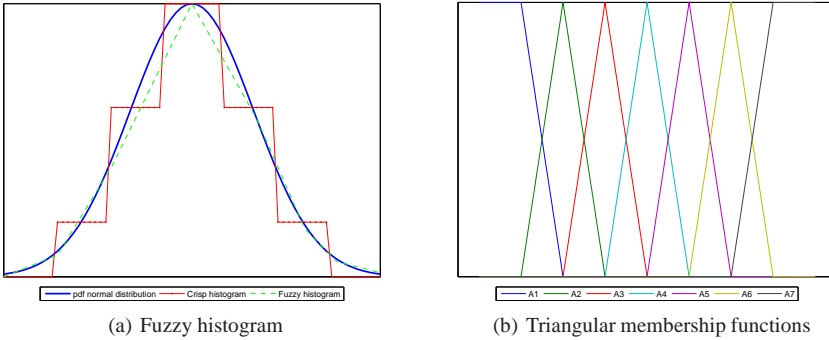 pdf normal distribution Crisp histogram Fuzzy histogram
A1 A2 A3 A4 A5 A6 A7
(a) Fuzzy histogram
(b) Triangular membership functions